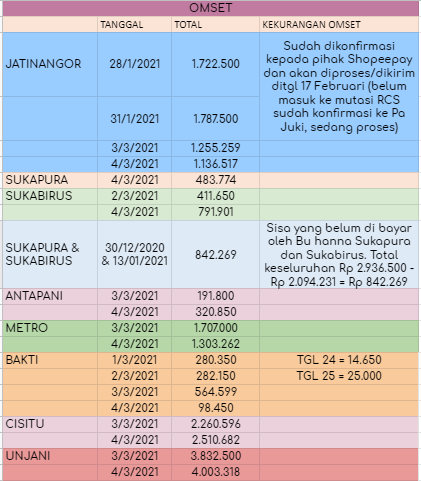 OMSET
TANGGAL TOTAL KEKURANGAN OMSET
JATINANGOR 28/1/2021 1.722.500 Sudah dikonfirmasi
kepada pihak Shopeepay
dan akan diproses/dikirim
ditgl 17 Februari (belum
masuk ke mutasi RCS
sudah konfirmasi ke Pa
Juki, sedang proses)
31/1/2021 1.787.500
3/3/2021 1.255.259
4/3/2021 1.136.517
SUKAPURA 4/3/2021 483.774
SUKABIRUS 2/3/2021 411.650
4/3/2021 791.901
SUKAPURA &
SUKABIRUS
30/12/2020
& 13/01/2021
842.269
Sisa yang belum di bayar
oleh Bu hanna Sukapura
dan Sukabirus. Total
keseluruhan Rp 2.936.500 -
Rp 2.094.231 = Rp 842.269
ANTAPANI 3/3/2021 191.800
4/3/2021 320.850
METRO 3/3/2021 1.707.000
4/3/2021 1.303.262
BAKTI 1/3/2021 280.350 TGL 24 = 14.650
2/3/2021 282.150 TGL 25 = 25.000
3/3/2021 564.599
4/3/2021 98.450
CISITU 3/3/2021 2.260.596
4/3/2021 2.510.682
UNJANI 3/3/2021 3.832.500
4/3/2021 4.003.318